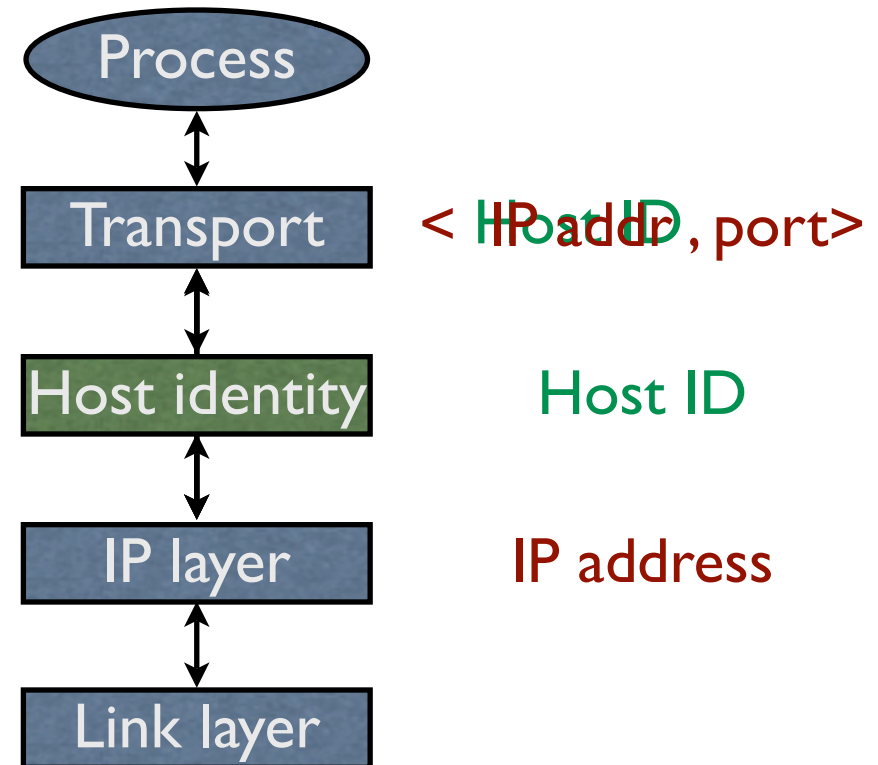 Process
Transport
< Host ID , port>
IP addr
Host identity
Host ID
IP layer
IP address
Link layer